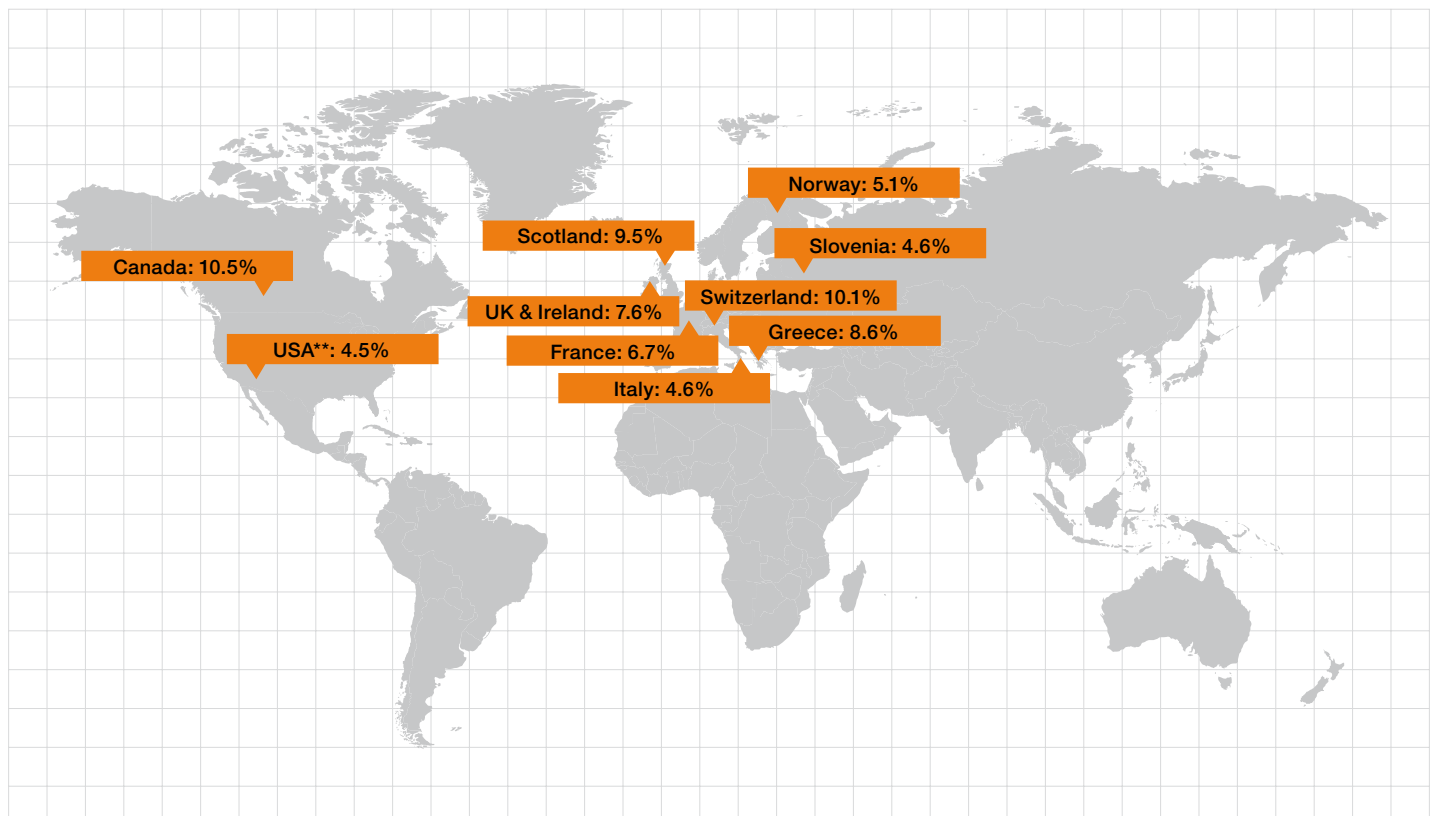 Norway: 5.1%
Scotland: 9.5%
Slovenia: 4.6%
Canada: 10.5%
Switzerland: 10.1%
UK & Ireland: 7.6%
Greece: 8.6%
USA**: 4.5%
France: 6.7%
Italy: 4.6%